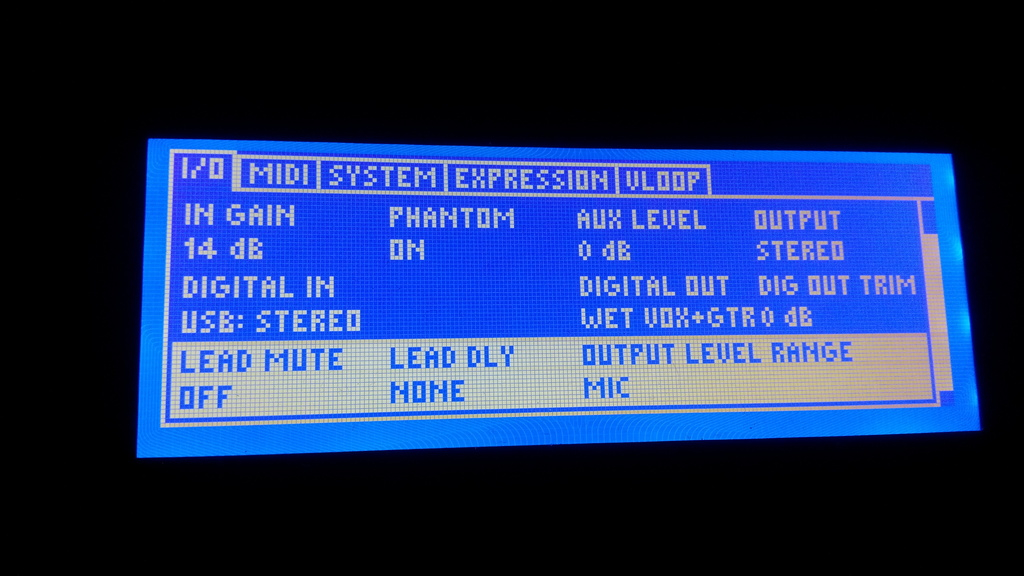 I/O MIDI SYSTEM EXPRESSION VLOOP
IN GAIN PHANTOM AUX LEVEL OUTPUT
14 dB ON 0 dB STEREO
DIGITAL IN DIGITAL OUT DIG OUT TRIM
USB: STEREO WET VOX+GTR 0 dB
LEAD MUTE LEAD DLY OUTPUT LEVEL RANGE
OFF NONE MIC